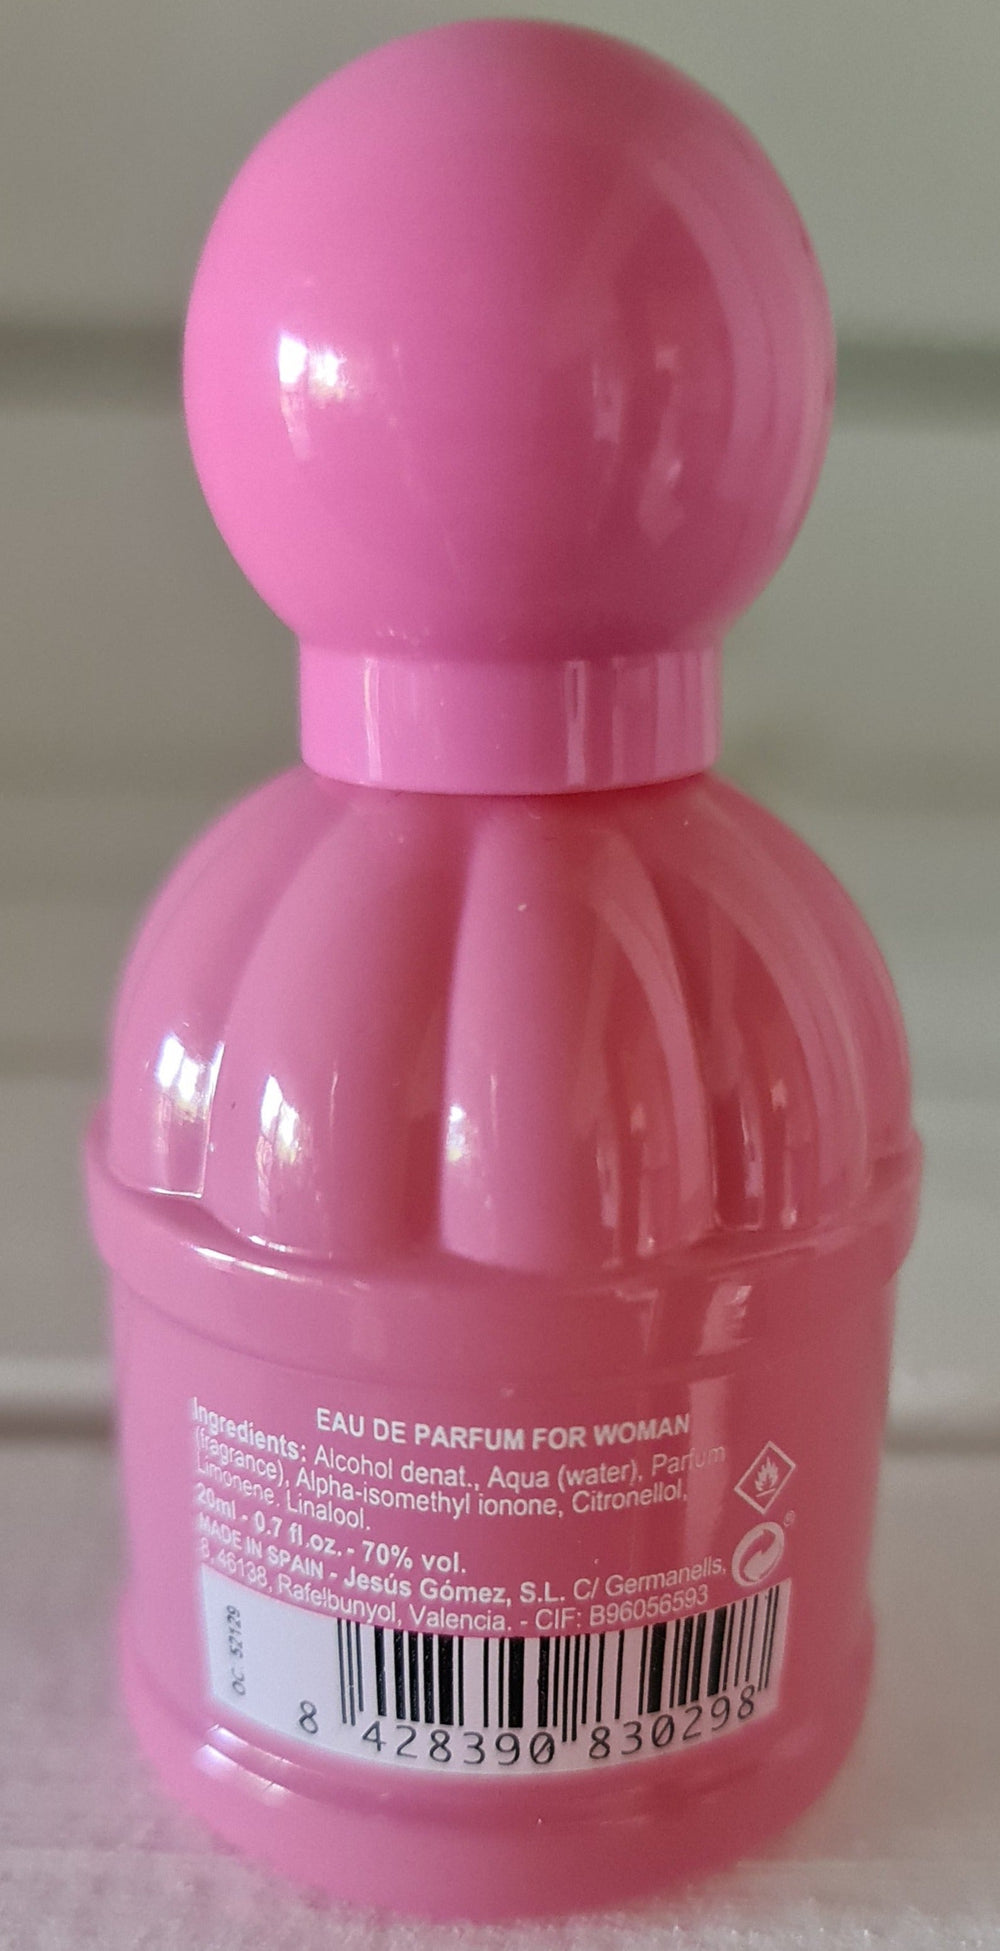 EAU DE PARFUM FOR WOMAN
Ingredients: Alcohol denat., Aqua (water), Parfum
(fragrance), Alpha-isomethyl ionone, Citronellol,
Limonene, Linalool.
20ml - 0.7 fl.oz. - 70% vol.
MADE IN SPAIN - Jesús Gómez, S.L. C/ Germanells,
8, 46138, Rafelbunyol, Valencia. - CIF: B96056593
®
OC. 52129
8 428390 830298